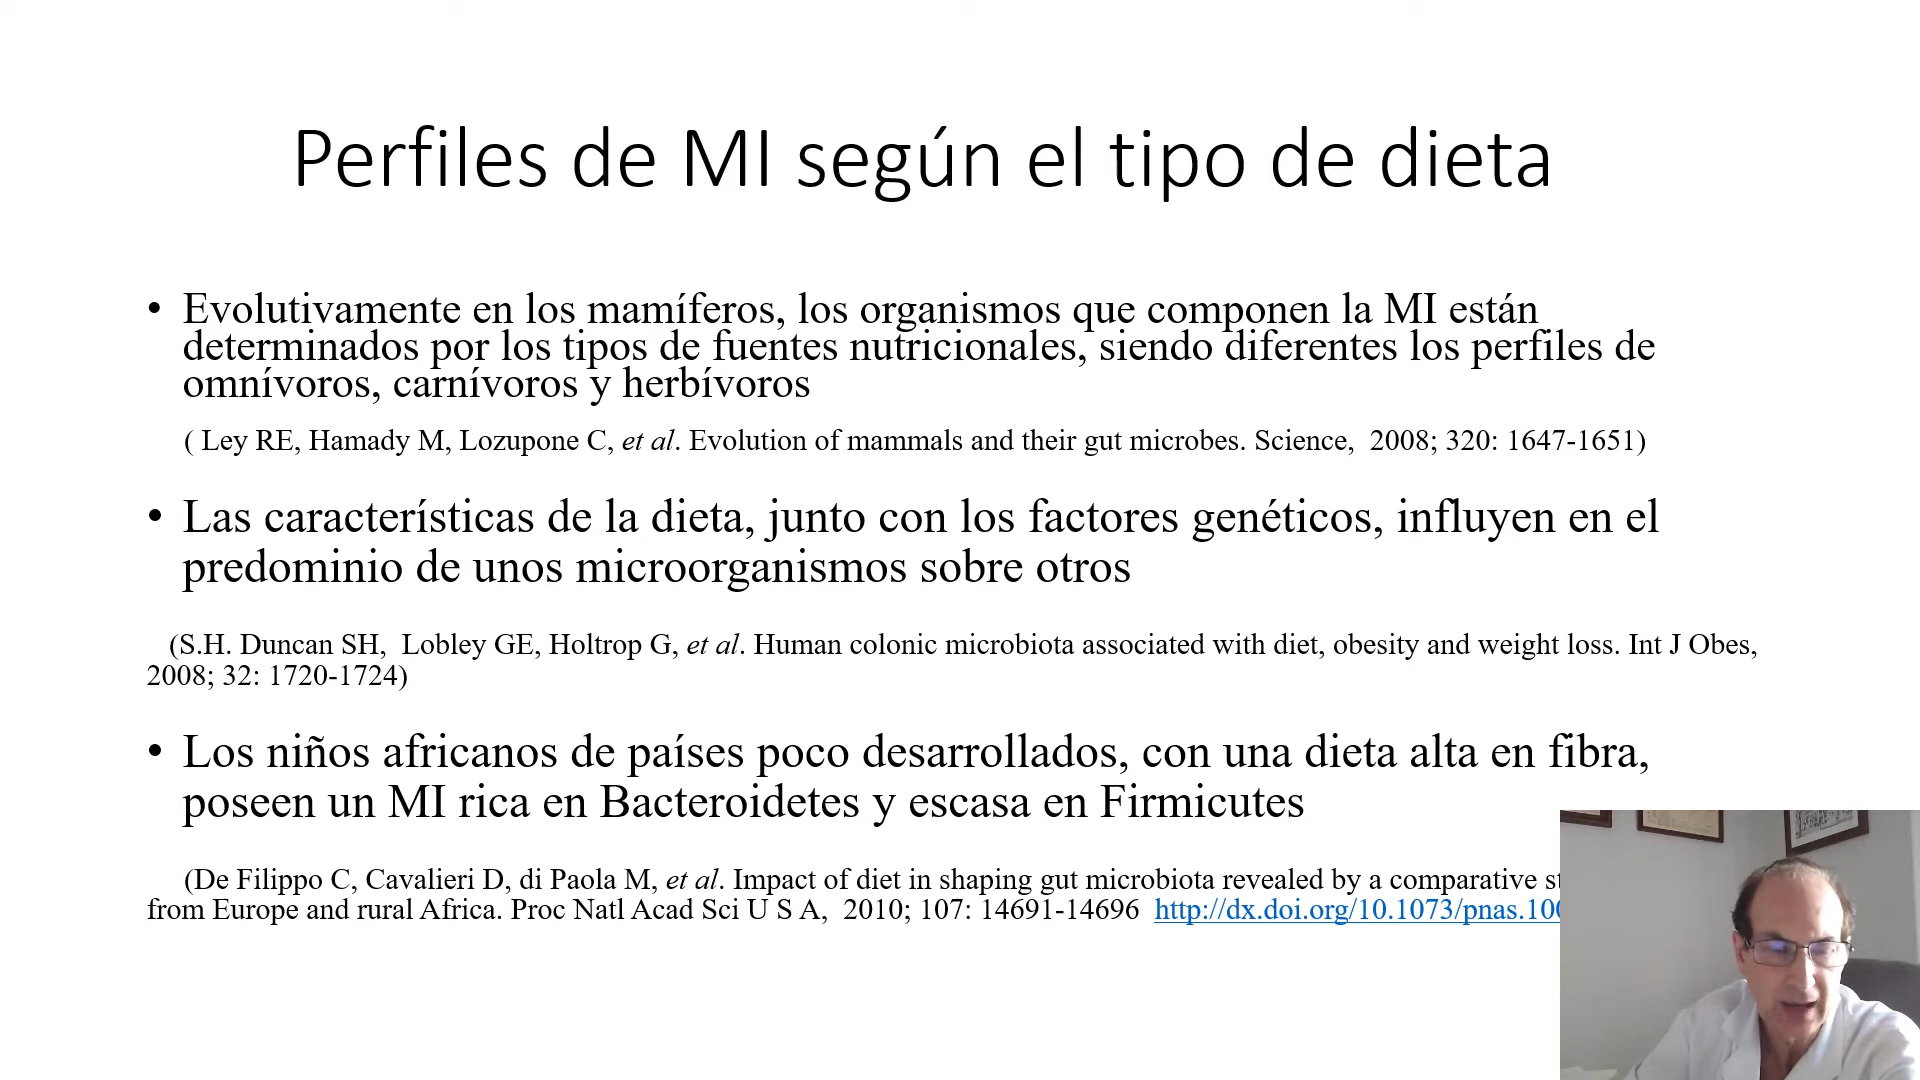 Perfiles de MI según el tipo de dieta
• Evolutivamente en los mamíferos, los organismos que componen la MI están
determinados por los tipos de fuentes nutricionales, siendo diferentes los perfiles de
omnívoros, carnívoros y herbívoros
( Ley RE, Hamady M, Lozupone C, et al. Evolution of mammals and their gut microbes. Science, 2008; 320: 1647-1651)
• Las características de la dieta, junto con los factores genéticos, influyen en el
predominio de unos microorganismos sobre otros
(S.H. Duncan SH, Lobley GE, Holtrop G, et al. Human colonic microbiota associated with diet, obesity and weight loss. Int J Obes,
2008; 32: 1720-1724)
• Los niños africanos de países poco desarrollados, con una dieta alta en fibra,
poseen un MI rica en Bacteroidetes y escasa en Firmicutes
(De Filippo C, Cavalieri D, di Paola M, et al. Impact of diet in shaping gut microbiota revealed by a comparative
from Europe and rural Africa. Proc Natl Acad Sci U S A, 2010; 107: 14691-14696 http://dx.doi.org/10.1073/pnas.100